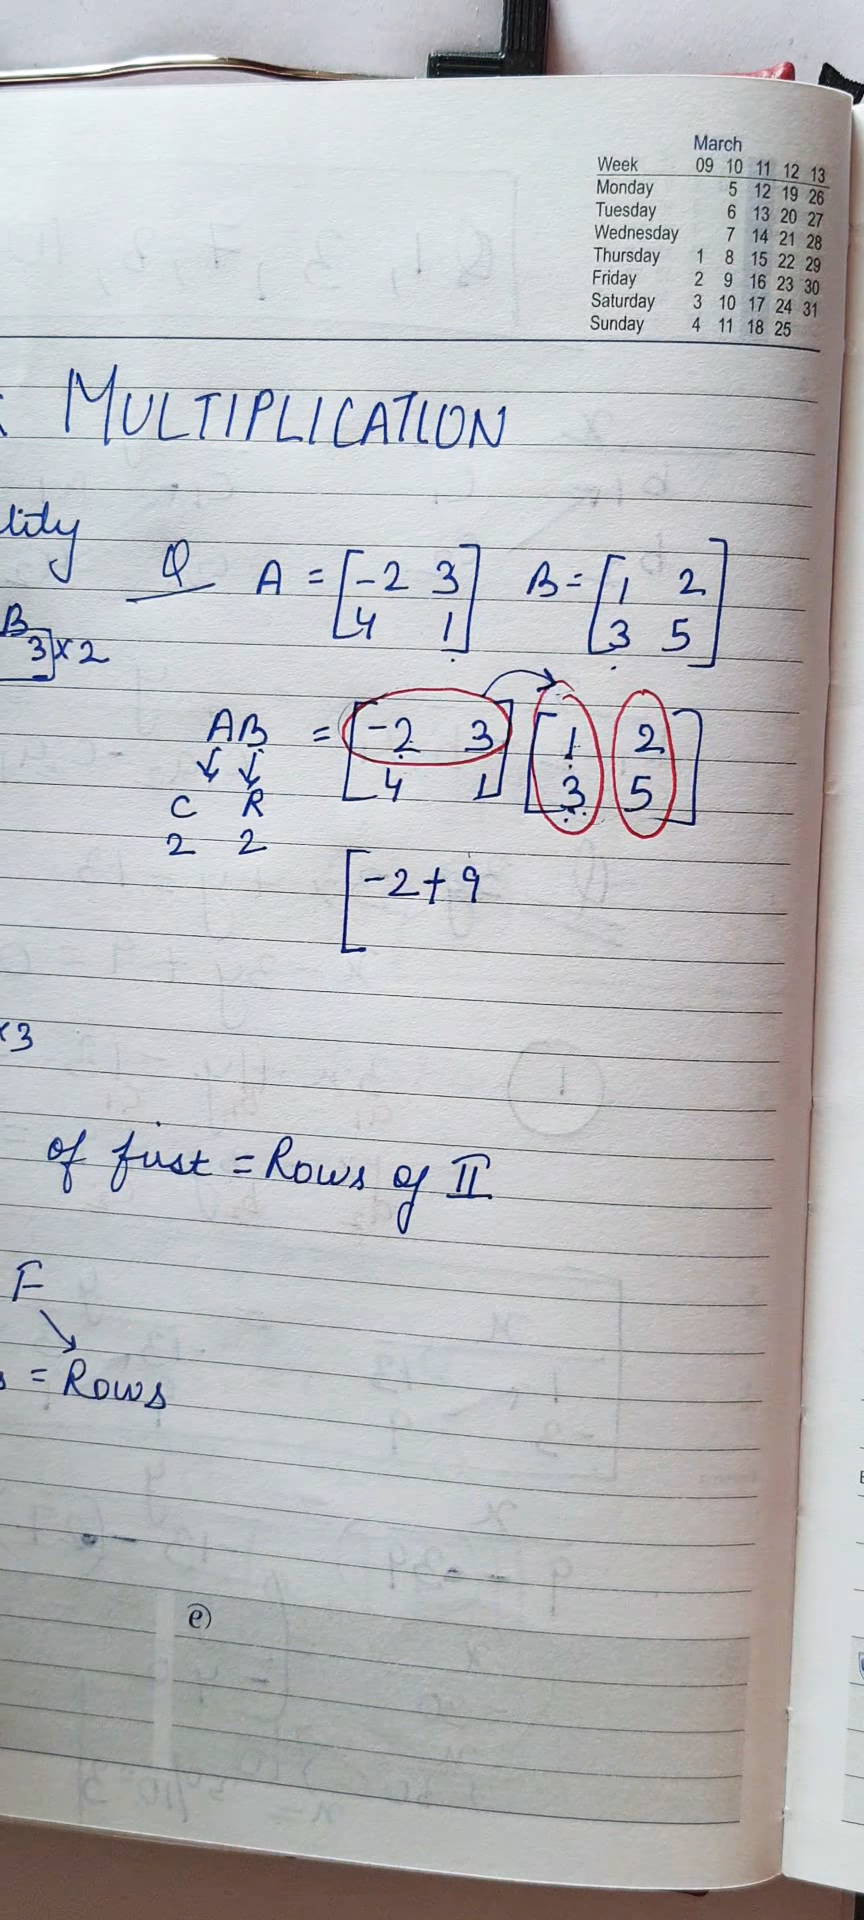 March
Week 09 10 11 12 13
Monday 5 12 19 26
Tuesday 6 13 20 27
Wednesday 7 14 21 28
Thursday 1 8 15 22 29
Friday 2 9 16 23 30
Saturday 3 10 17 24 31
Sunday 4 11 18 25
MULTIPLICATION
lity
Q A = [-2 3 B = [1 2
4 1] 3 5]
B
3]×2
AB = [-2 3] [1 2
4 1 3 5]
C R
2 2
[-2+9
×3
of first = Rows of II
F
s = Rows
e)